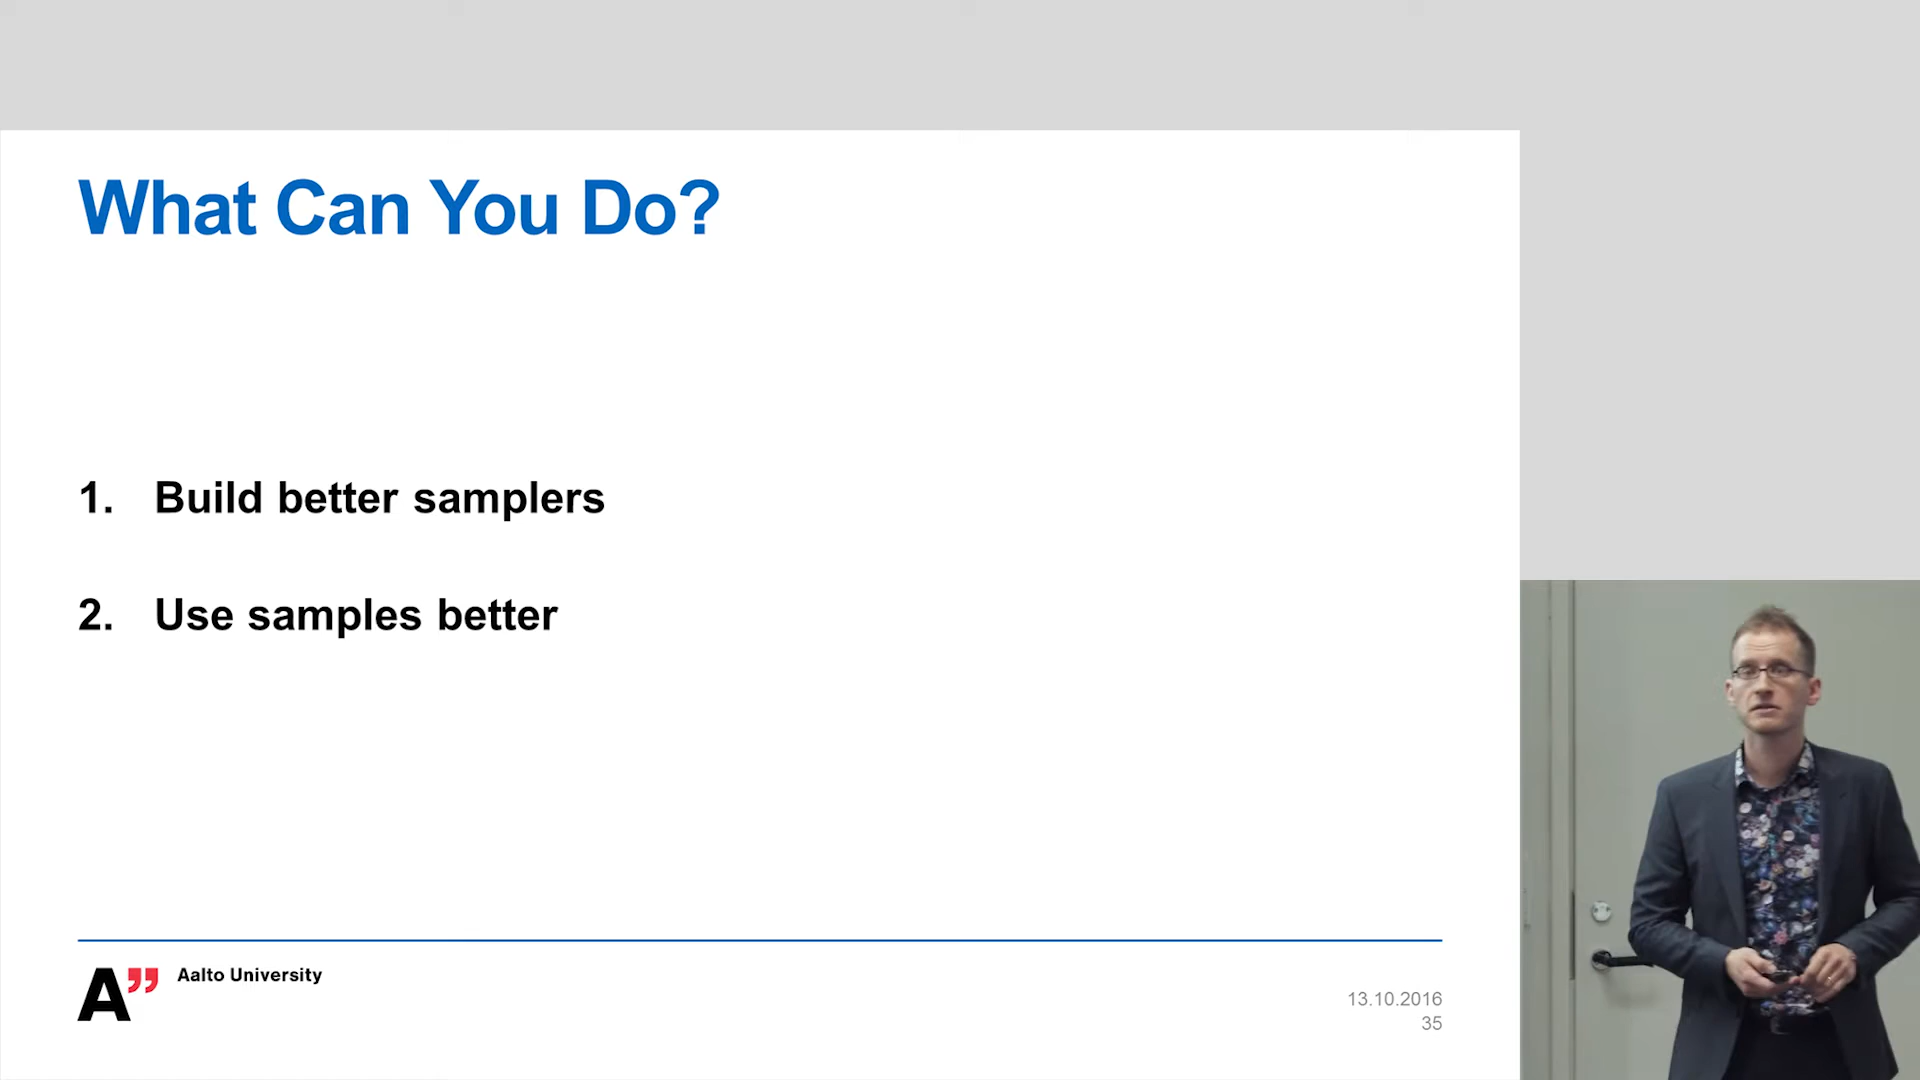 What Can You Do?
1. Build better samplers
2. Use samples better
A”
Aalto University
13.10.2016
35